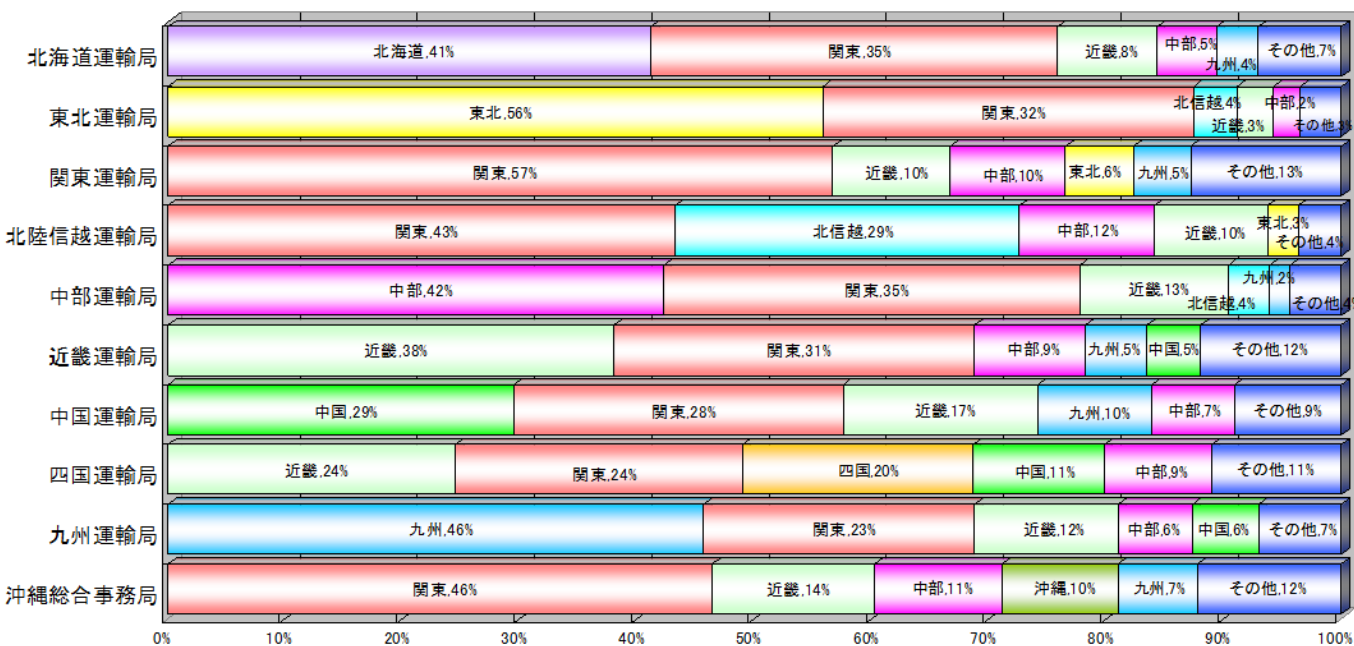 北海道運輸局 北海道,41% 関東,35% 近畿,8% 中部,5% 九州,4% その他,7%
東北運輸局 東北,56% 関東,32% 北信越,4% 近畿,3% 中部,2% その他,3%
関東運輸局 関東,57% 近畿,10% 中部,10% 東北,6% 九州,5% その他,13%
北陸信越運輸局 関東,43% 北信越,29% 中部,12% 近畿,10% 東北,3% その他,4%
中部運輸局 中部,42% 関東,35% 近畿,13% 北信越,4% 九州,2% その他,4%
近畿運輸局 近畿,38% 関東,31% 中部,9% 九州,5% 中国,5% その他,12%
中国運輸局 中国,29% 関東,28% 近畿,17% 九州,10% 中部,7% その他,9%
四国運輸局 近畿,24% 関東,24% 四国,20% 中国,11% 中部,9% その他,11%
九州運輸局 九州,46% 関東,23% 近畿,12% 中部,6% 中国,6% その他,7%
沖縄総合事務局 関東,46% 近畿,14% 中部,11% 沖縄,10% 九州,7% その他,12%
0% 10% 20% 30% 40% 50% 60% 70% 80% 90% 100%